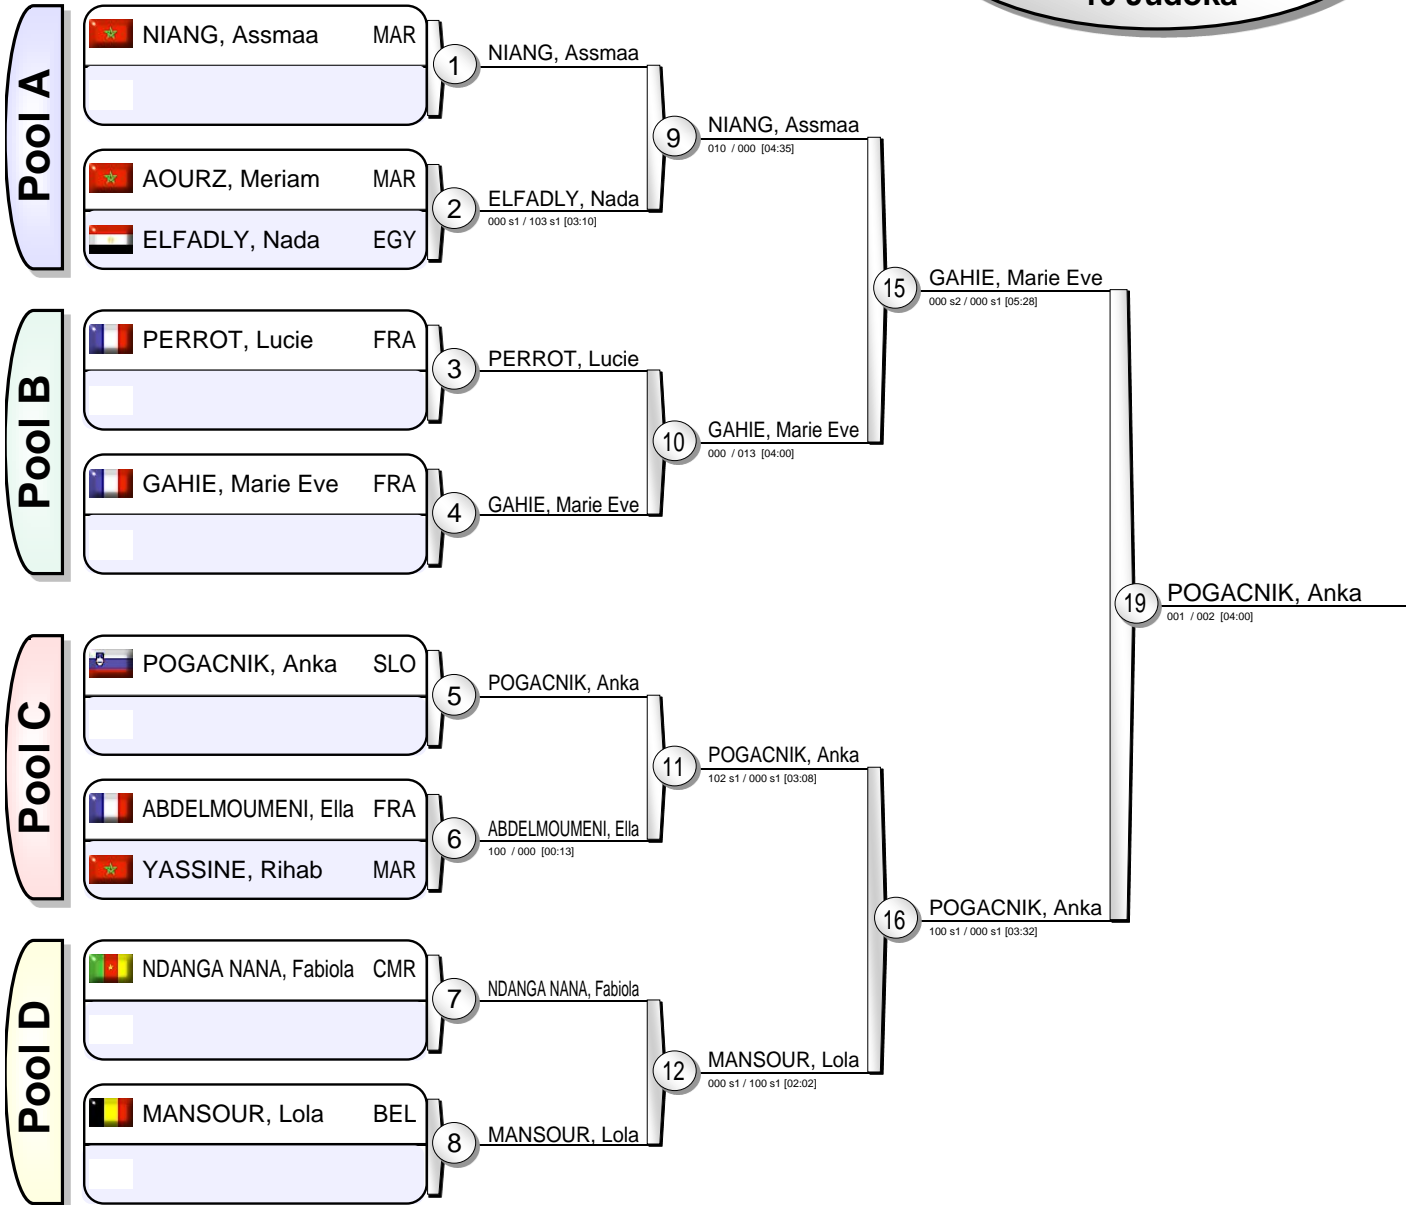 10 Judoka
Pool A
NIANG, Assmaa MAR
1
NIANG, Assmaa
AOURZ, Meriam MAR
ELFADLY, Nada EGY
2
ELFADLY, Nada
000 s1 / 103 s1 [03:10]
9
NIANG, Assmaa
010 / 000 [04:35]
Pool B
PERROT, Lucie FRA
3
PERROT, Lucie
GAHIE, Marie Eve FRA
4
GAHIE, Marie Eve
10
GAHIE, Marie Eve
000 / 013 [04:00]
15
GAHIE, Marie Eve
000 s2 / 000 s1 [05:28]
Pool C
POGACNIK, Anka SLO
5
POGACNIK, Anka
ABDELMOUMENI, Ella FRA
YASSINE, Rihab MAR
6
ABDELMOUMENI, Ella
100 / 000 [00:13]
11
POGACNIK, Anka
102 s1 / 000 s1 [03:08]
Pool D
NDANGA NANA, Fabiola CMR
7
NDANGA NANA, Fabiola
MANSOUR, Lola BEL
8
MANSOUR, Lola
12
MANSOUR, Lola
000 s1 / 100 s1 [02:02]
16
POGACNIK, Anka
100 s1 / 000 s1 [03:32]
19
POGACNIK, Anka
001 / 002 [04:00]